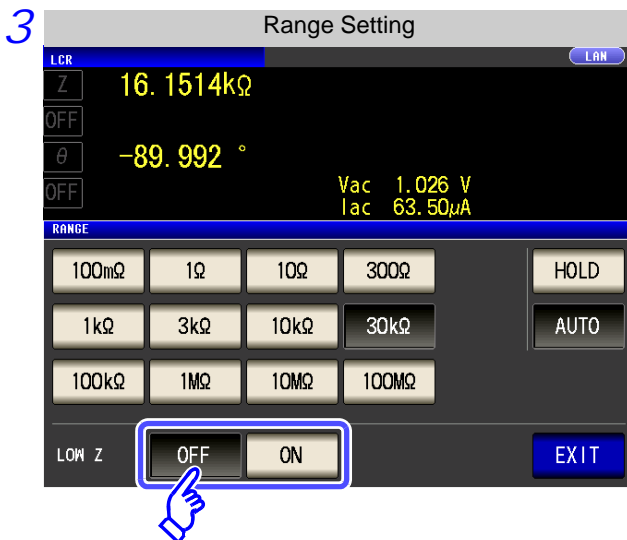 3
Range Setting
LCR LAN
Z 16.1514kΩ
OFF
θ -89.992 °
OFF
Vac 1.026 V
Iac 63.50μA
RANGE
100mΩ 1Ω 10Ω 300Ω HOLD
1kΩ 3kΩ 10kΩ 30kΩ AUTO
100kΩ 1MΩ 10MΩ 100MΩ
LOW Z OFF ON EXIT